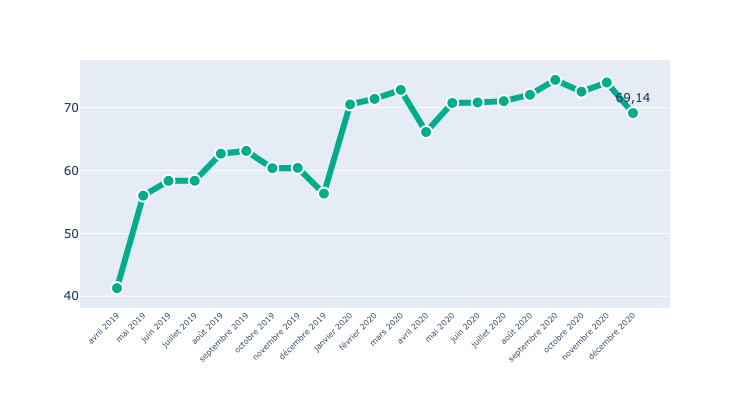 70
60
50
40
69,14
avril 2019
mai 2019
juin 2019
juillet 2019
août 2019
septembre 2019
octobre 2019
novembre 2019
décembre 2019
janvier 2020
février 2020
mars 2020
avril 2020
mai 2020
juin 2020
juillet 2020
août 2020
septembre 2020
octobre 2020
novembre 2020
décembre 2020